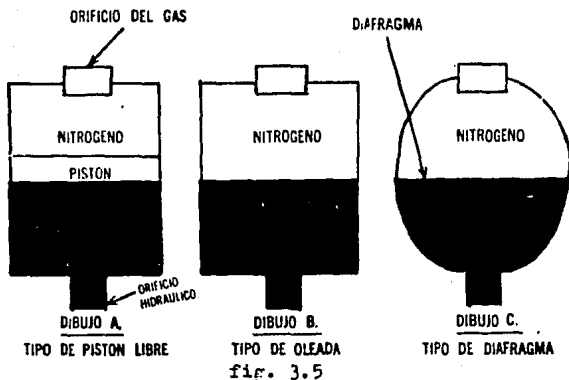 ORIFICIO DEL GAS
DIAFRAGMA
NITROGENO
NITROGENO
NITROGENO
PISTON
ORIFICIO
HIDRAULICO
DIBUJO A.
DIBUJO B.
DIBUJO C.
TIPO DE PISTON LIBRE
TIPO DE OLEADA
TIPO DE DIAFRAGMA
fig. 3.5